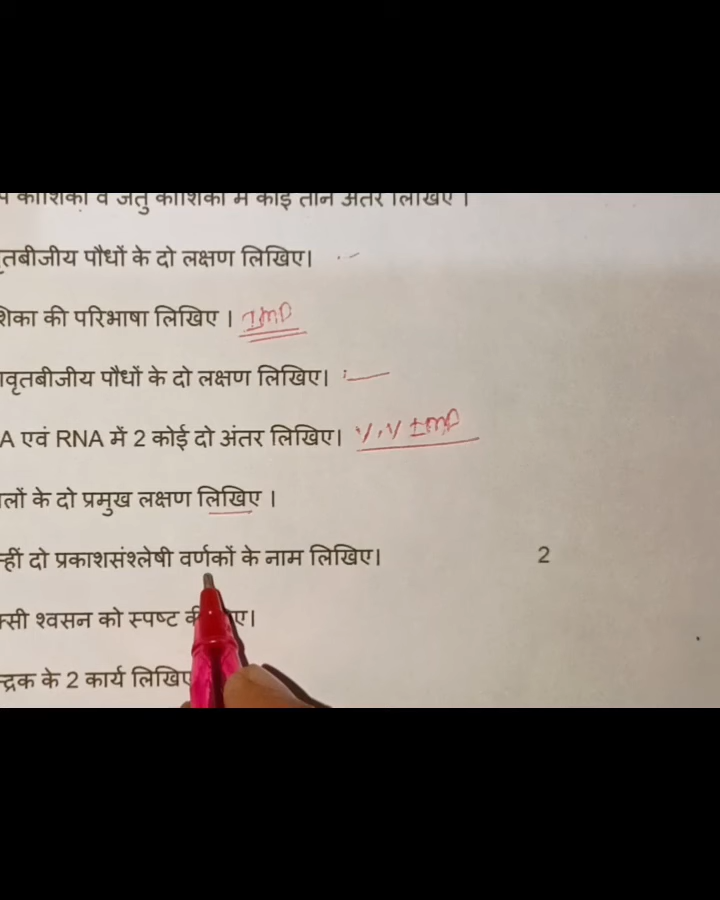 कोशिका व जंतु कोशिका में कोई तीन अंतर लिखिए ।
तबीजीय पौधों के दो लक्षण लिखिए।
शिका की परिभाषा लिखिए । IMP
वृतबीजीय पौधों के दो लक्षण लिखिए।
A एवं RNA में 2 कोई दो अंतर लिखिए। V.V IMP
लों के दो प्रमुख लक्षण लिखिए ।
न्हीं दो प्रकाशसंश्लेषी वर्णकों के नाम लिखिए। 2
क्सी श्वसन को स्पष्ट
न्द्रक के 2 कार्य लिखिए